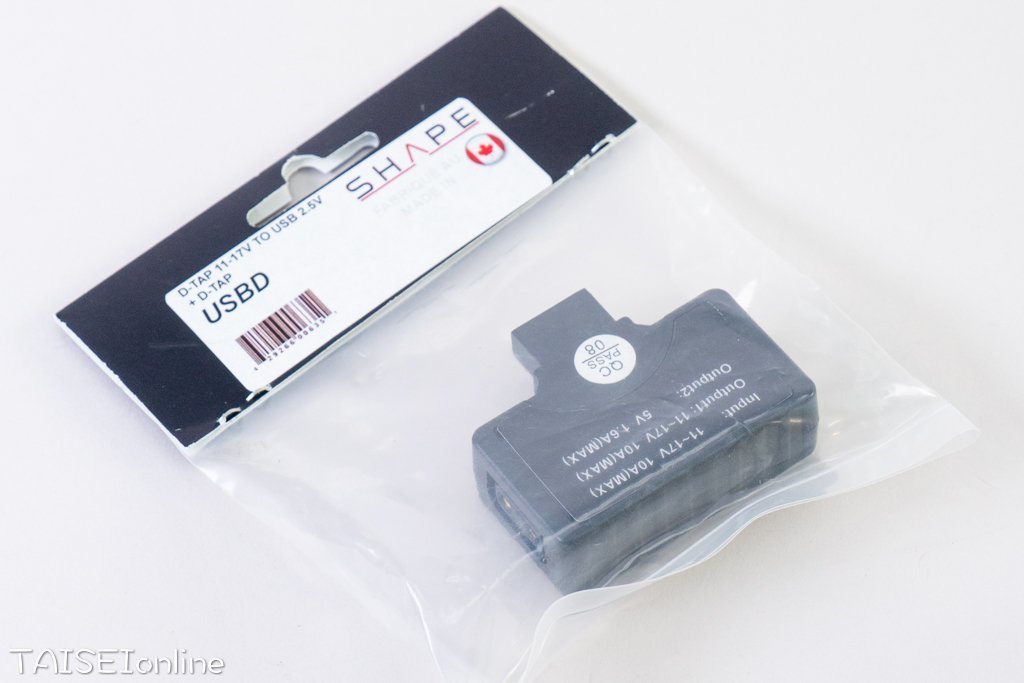 SHAPE
FABRIQUÉ AU
MADE IN
D-TAP 11-17V TO USB 2.5V
+ D-TAP
USBD
QC
PASS
08
Input: 11~17V 10A(MAX)
Output1: 11~17V 10A(MAX)
Output2: 5V 1.6A(MAX)
TAISEIonline